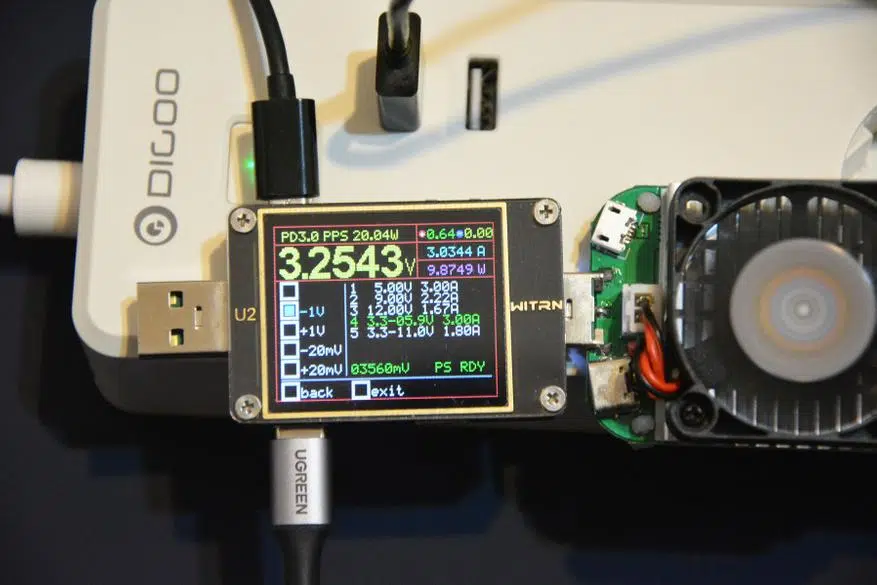 DIGOO
PD3.0 PPS 20.04W
0.64 0.00
3.2543V
3.0344 A
9.8749 W
1 5.00V 3.00A
2 9.00V 2.22A
-1V
3 12.00V 1.67A
4 3.3-05.9V 3.00A
+1V
5 3.3-11.0V 1.80A
-20mV
+20mV
03560mV PS RDY
back
exit
U2
WITRN
UGREEN